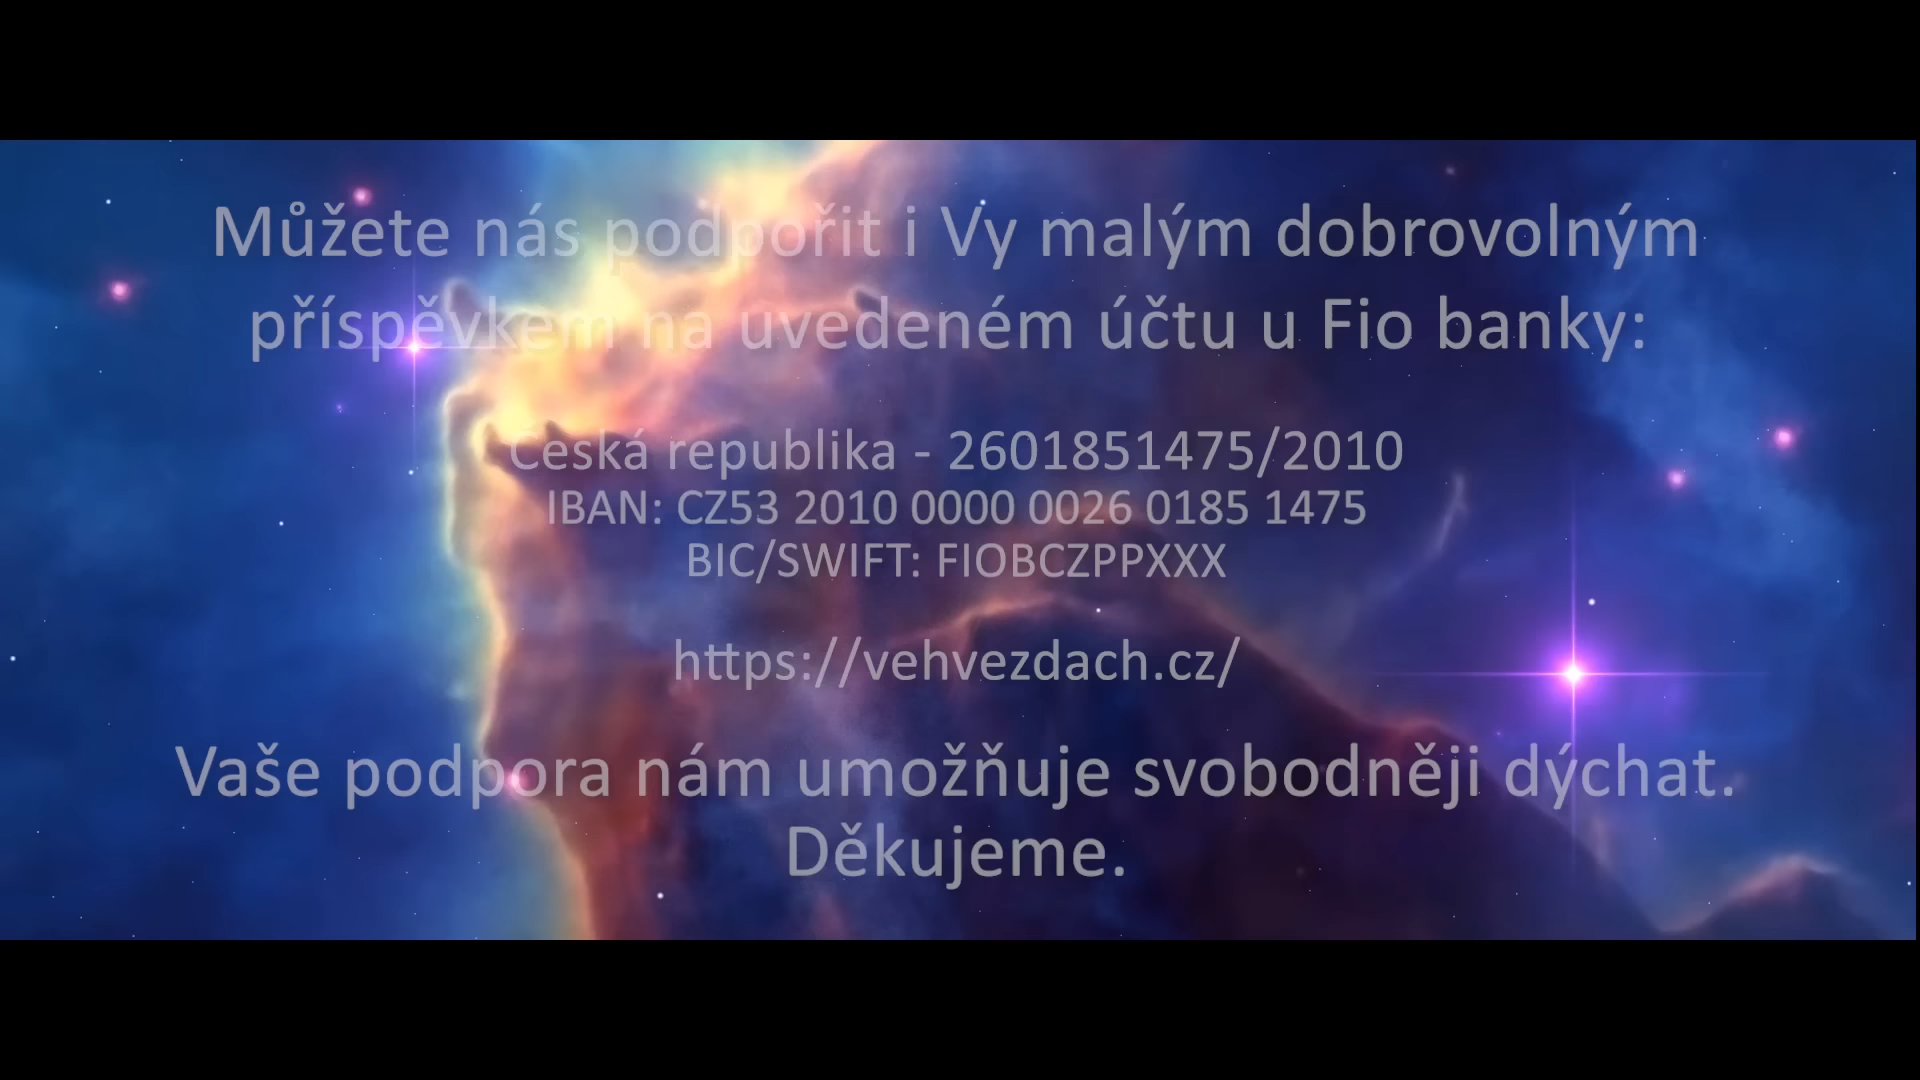 Můžete nás podpořit i Vy malým dobrovolným
příspěvkem na uvedeném účtu u Fio banky:
Česká republika - 2601851475/2010
IBAN: CZ53 2010 0000 0026 0185 1475
BIC/SWIFT: FIOBCZPPXXX
https://vehvezdach.cz/
Vaše podpora nám umožňuje svobodněji dýchat.
Děkujeme.